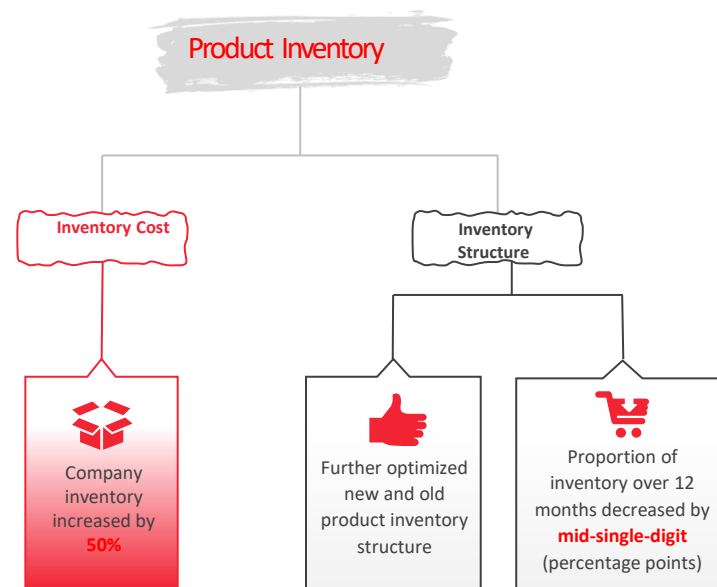 Product Inventory
Inventory Cost
Inventory
Structure
Company
inventory
increased by
50%
Further optimized
new and old
product inventory
structure
Proportion of
inventory over 12
months decreased by
mid-single-digit
(percentage points)